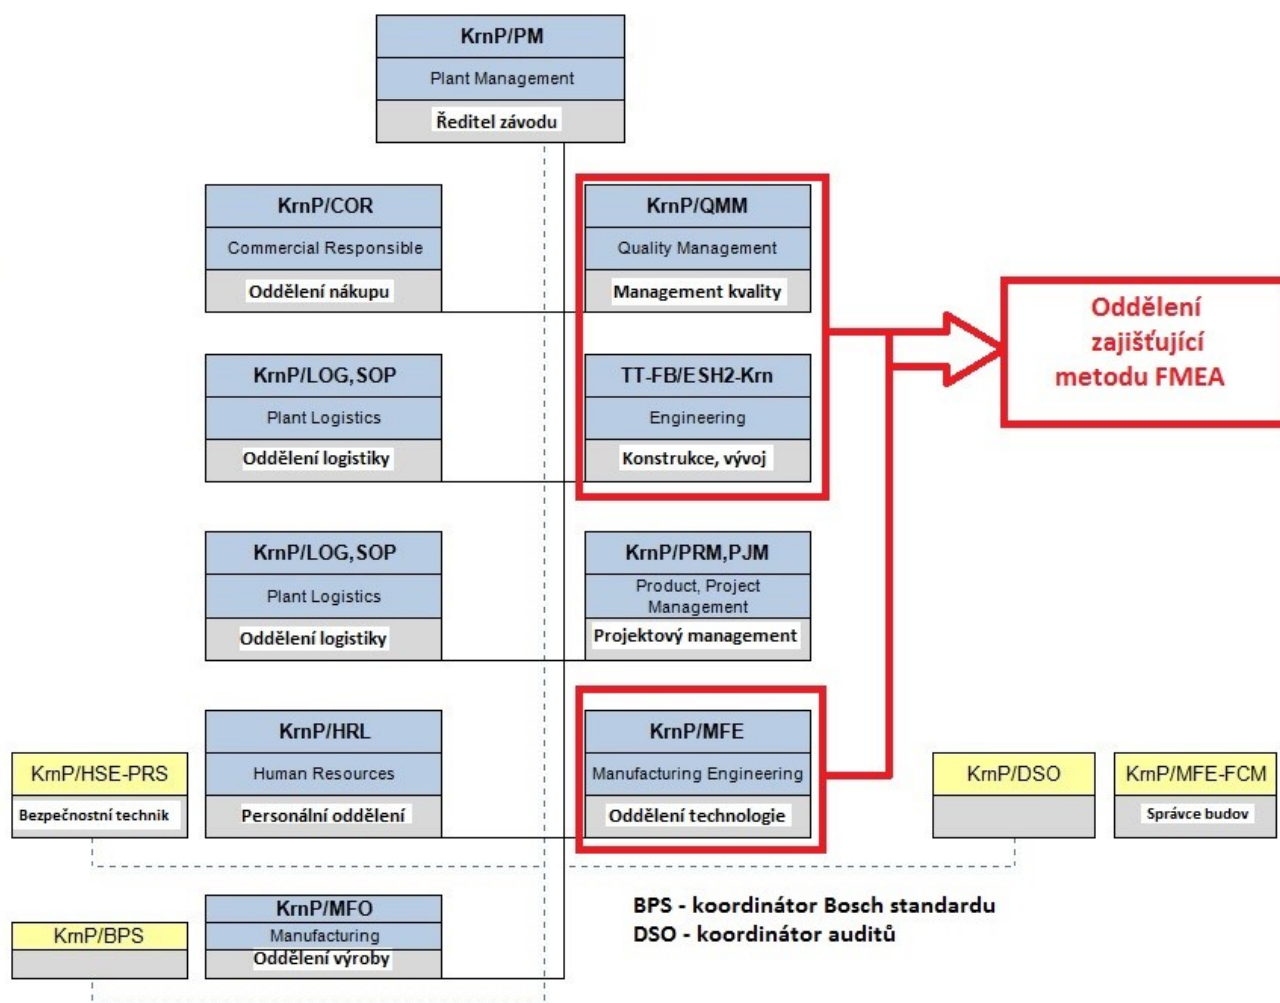 KrnP/PM
Plant Management
Ředitel závodu
KrnP/COR
Commercial Responsible
Oddělení nákupu
KrnP/QMM
Quality Management
Management kvality
Oddělení
zajišťující
metodu FMEA
KrnP/LOG,SOP
Plant Logistics
Oddělení logistiky
TT-FB/ESH2-Krn
Engineering
Konstrukce, vývoj
KrnP/LOG,SOP
Plant Logistics
Oddělení logistiky
KrnP/PRM,PJM
Product, Project
Management
Projektový management
KrnP/HSE-PRS
Bezpečnostní technik
KrnP/HRL
Human Resources
Personální oddělení
KrnP/MFE
Manufacturing Engineering
Oddělení technologie
KrnP/DSO
KrnP/MFE-FCM
Správce budov
KrnP/BPS
KrnP/MFO
Manufacturing
Oddělení výroby
BPS - koordinátor Bosch standardu
DSO - koordinátor auditů